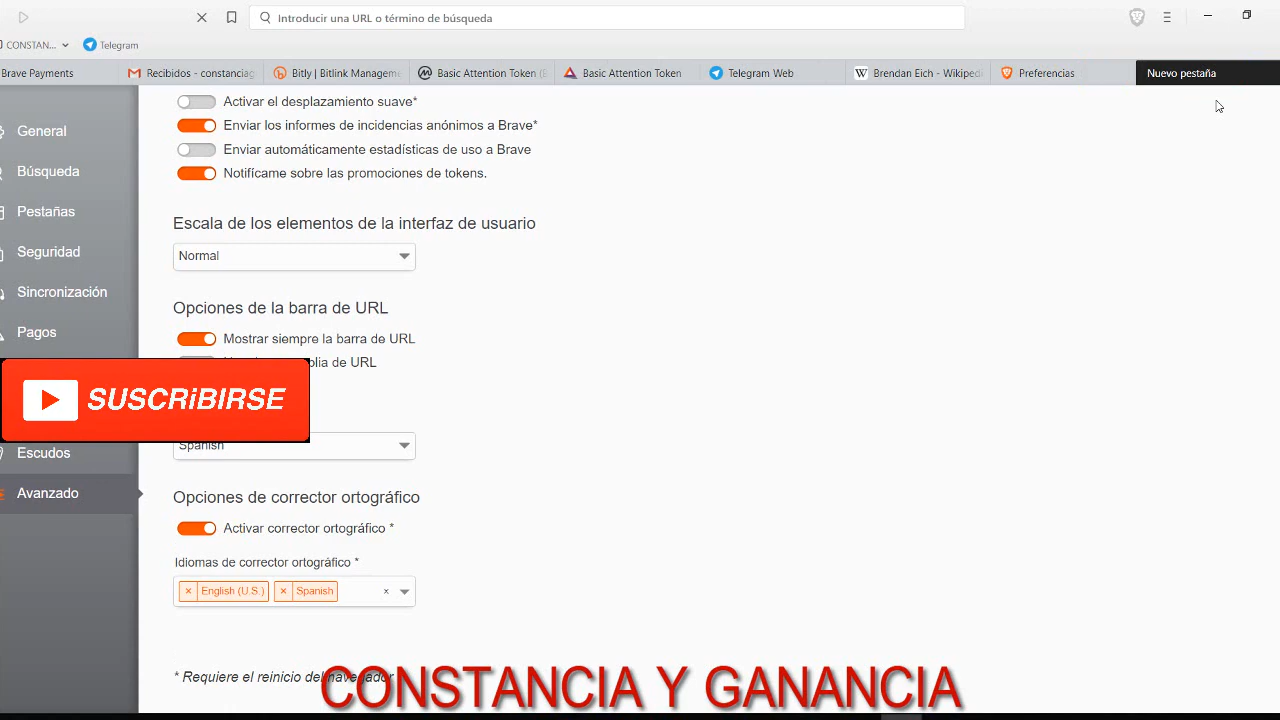 Introducir una URL o término de búsqueda
CONSTAN...
Telegram
Brave Payments
Recibidos - constancia
Bitly | Bitlink Manageme
Basic Attention Token (B
Basic Attention Token
Telegram Web
Brendan Eich - Wikiped
Preferencias
Nuevo pestaña
Activar el desplazamiento suave*
Enviar los informes de incidencias anónimos a Brave*
Enviar automáticamente estadísticas de uso a Brave
Notifícame sobre las promociones de tokens.
General
Búsqueda
Pestañas
Seguridad
Sincronización
Pagos
Escudos
Avanzado
Escala de los elementos de la interfaz de usuario
Normal
Opciones de la barra de URL
Mostrar siempre la barra de URL
de URL
SUSCRiBIRSE
Spanish
Opciones de corrector ortográfico
Activar corrector ortográfico *
Idiomas de corrector ortográfico *
× English (U.S.) × Spanish ×
* Requiere el reinicio del navegador
CONSTANCIA Y GANANCIA